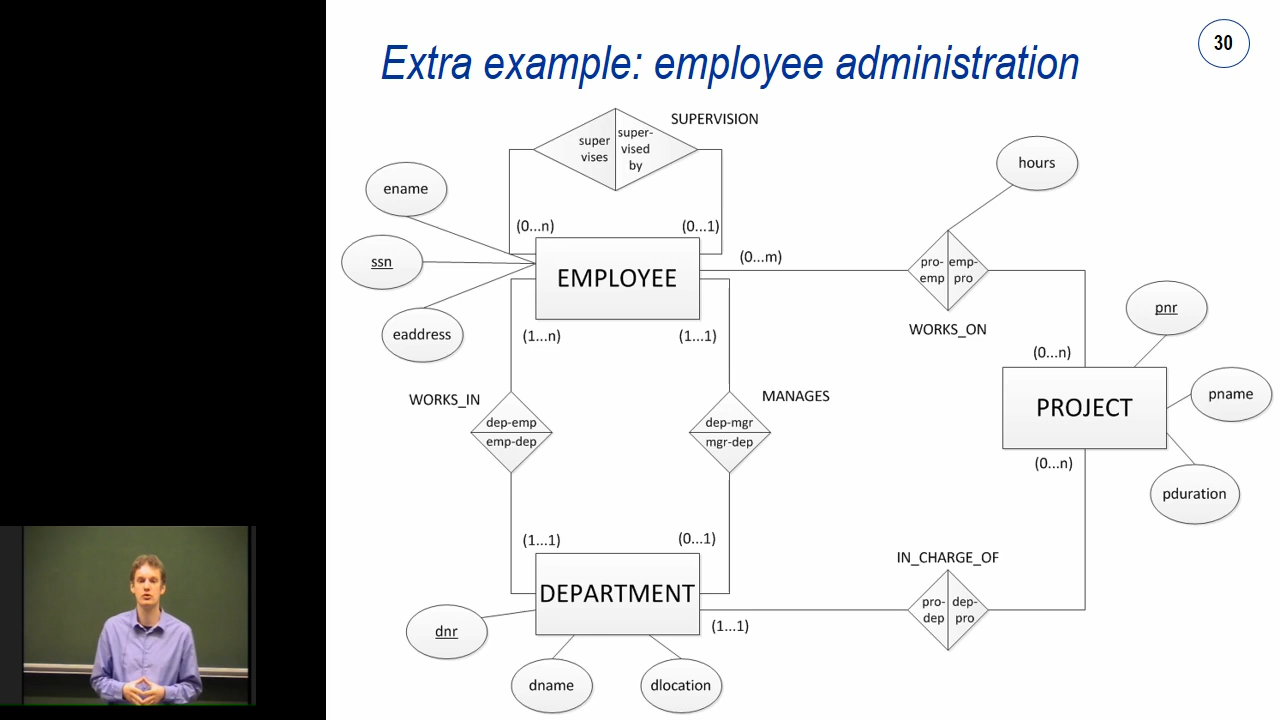 30
Extra example: employee administration
SUPERVISION
super
vises
super-
vised
by
hours
ename
(0...n)
(0...1)
ssn
EMPLOYEE
(0...m)
pro-
emp
emp-
pro
WORKS_ON
pnr
eaddress
(1...n)
(1...1)
(0...n)
WORKS_IN
dep-emp
emp-dep
MANAGES
dep-mgr
mgr-dep
PROJECT
pname
(0...n)
pduration
(1...1)
(0...1)
IN_CHARGE_OF
DEPARTMENT
pro-
dep
dep-
pro
(1...1)
dnr
dname
dlocation